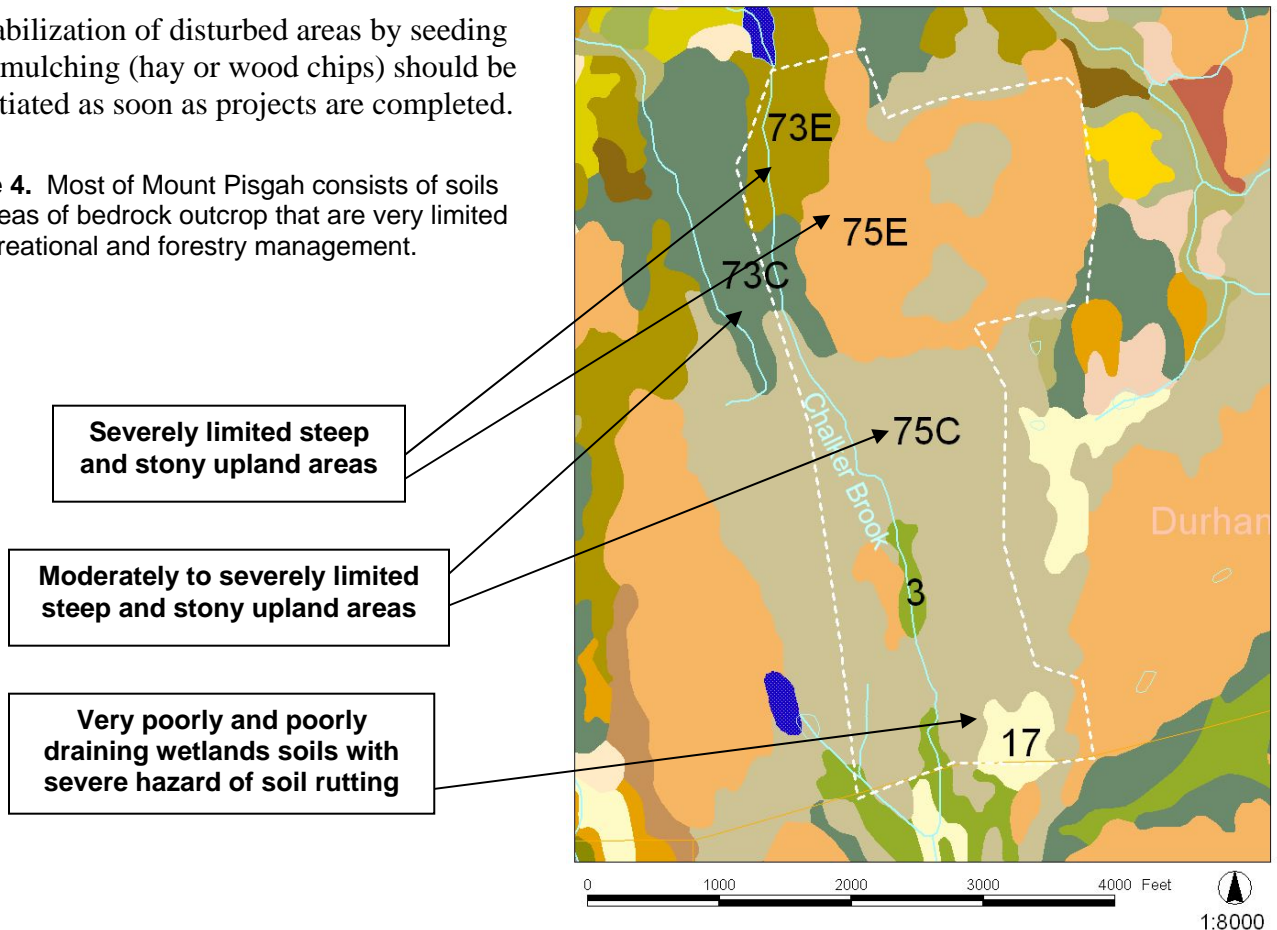 abilization of disturbed areas by seeding
mulching (hay or wood chips) should be
tiated as soon as projects are completed.
e 4. Most of Mount Pisgah consists of soils
eas of bedrock outcrop that are very limited
reational and forestry management.
73E
75E
73C
Severely limited steep
and stony upland areas
Chalker Brook
75C
Durhan
Moderately to severely limited
steep and stony upland areas
3
Very poorly and poorly
draining wetlands soils with
severe hazard of soil rutting
17
0 1000 2000 3000 4000 Feet
1:8000